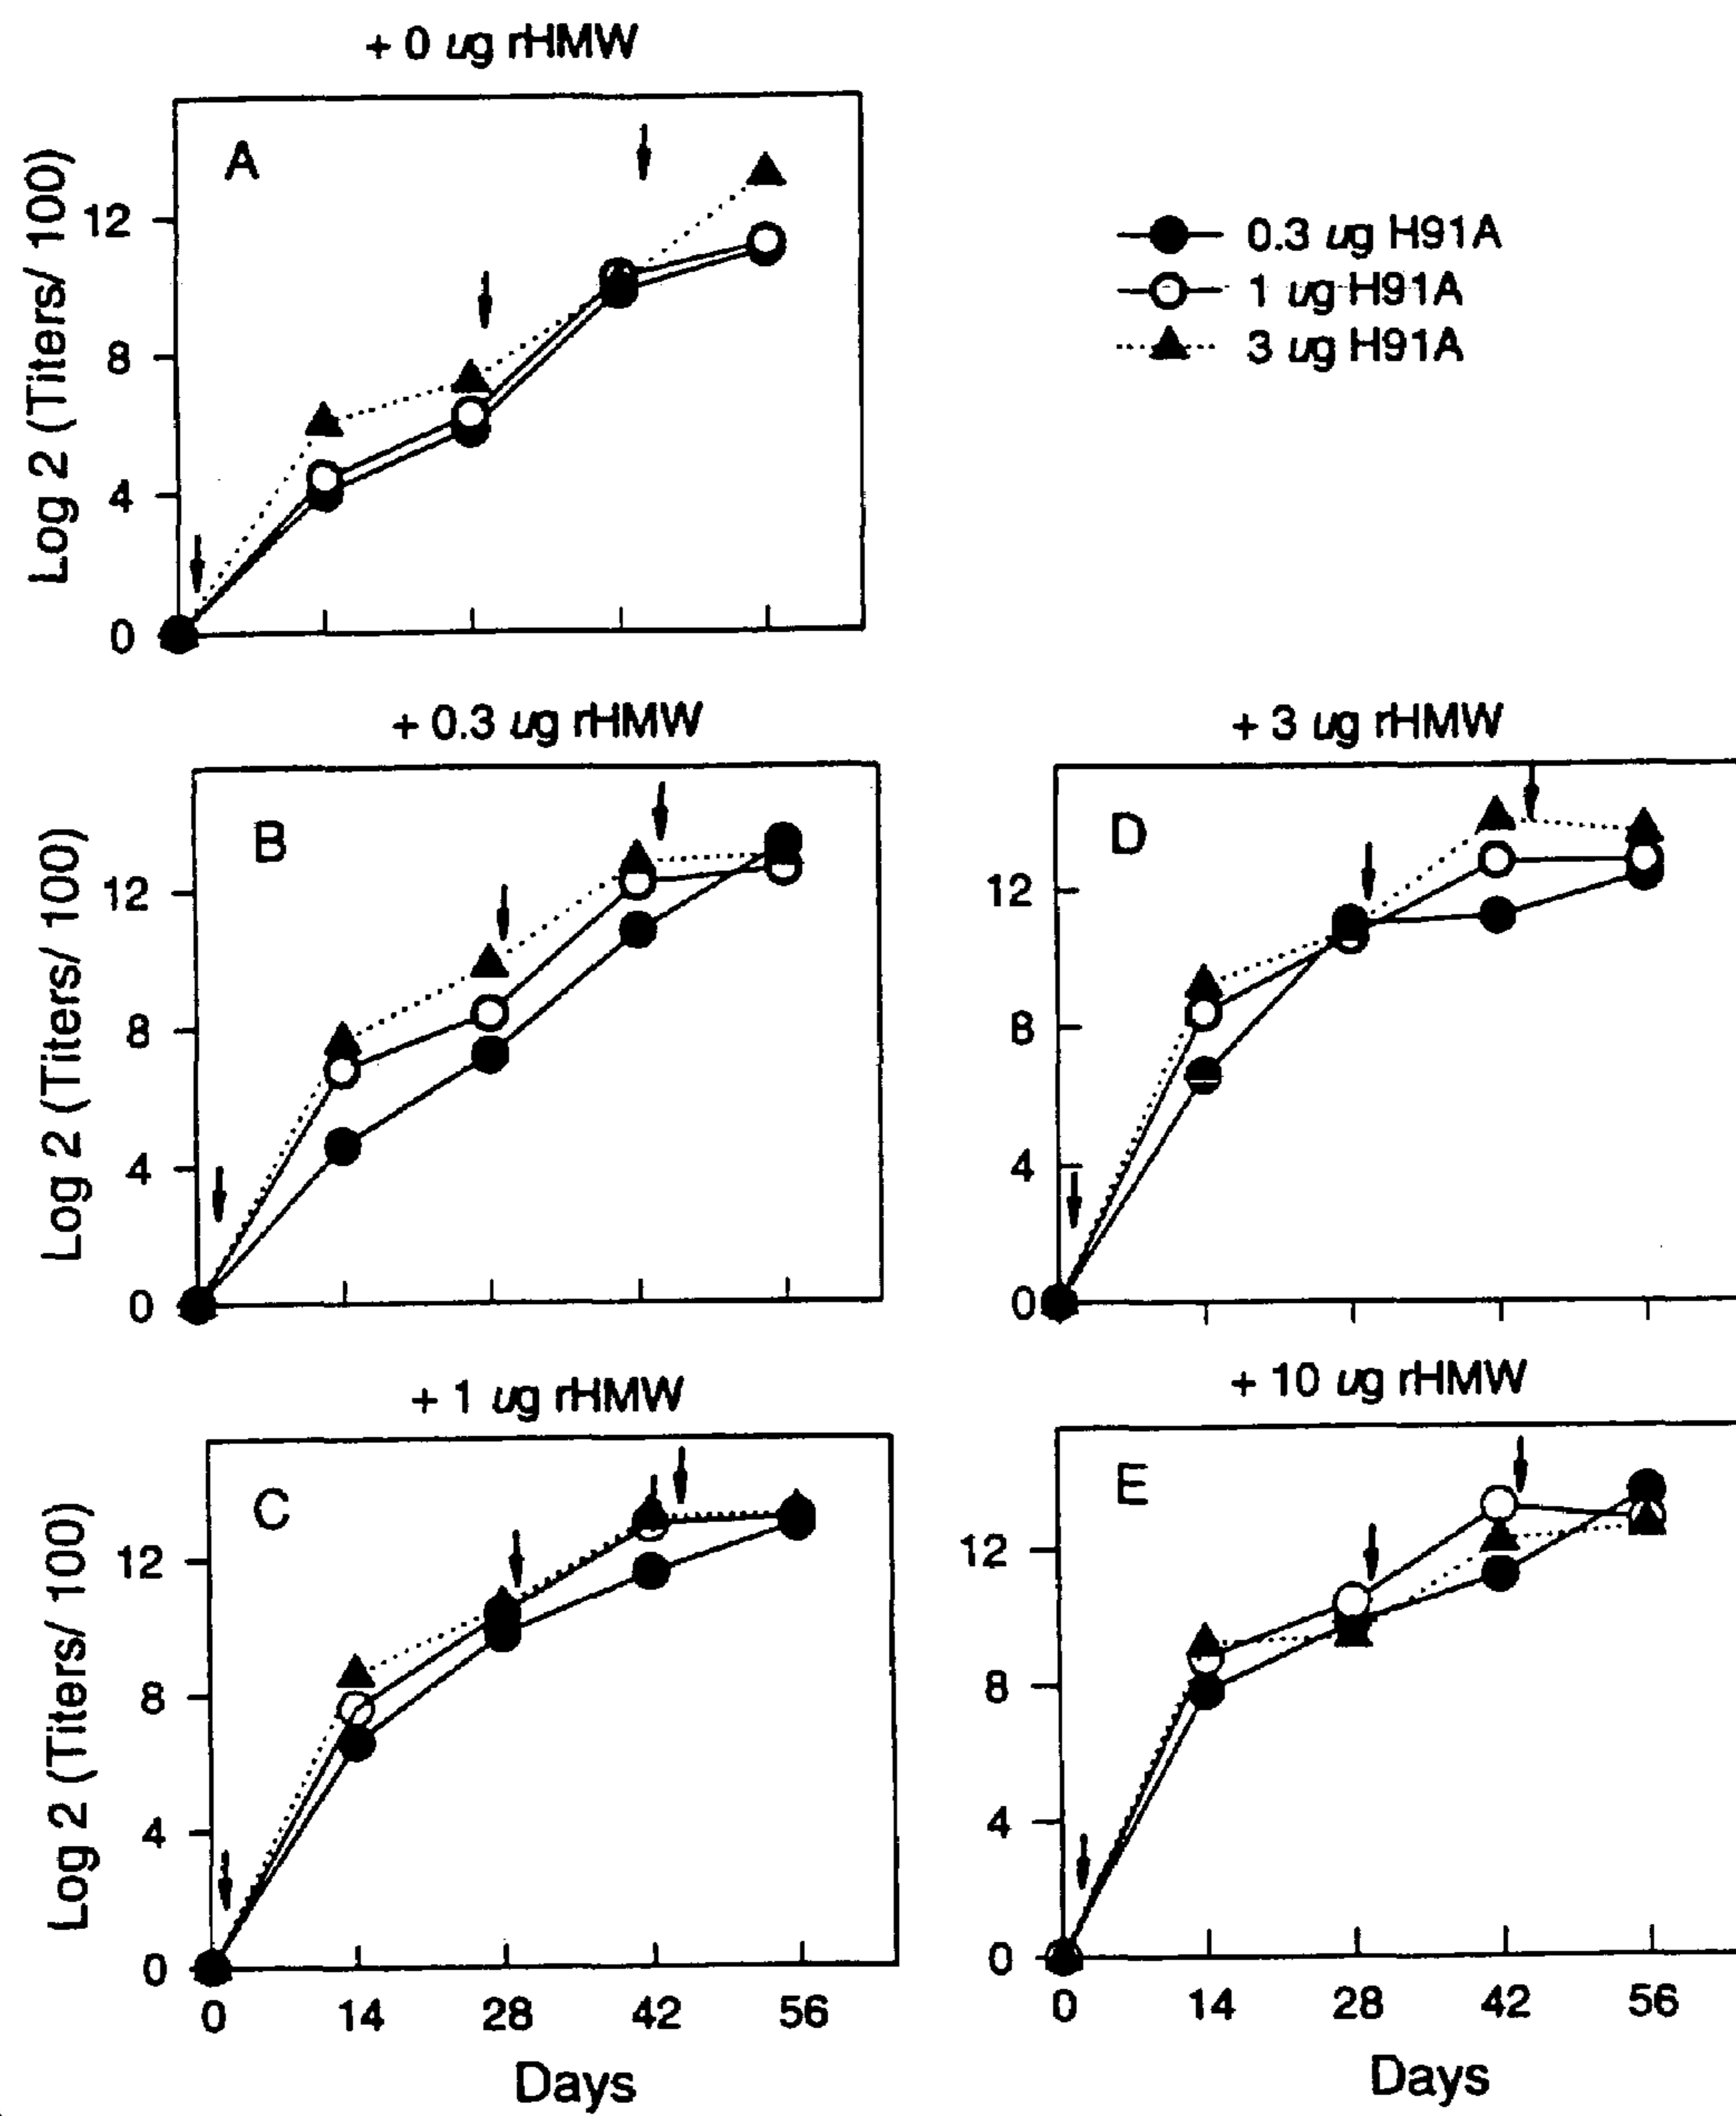 + 0 ug rHMW
A
Log 2 (Titers/ 100)
12
8
4
0
0.3 ug H91A
1 ug H91A
3 ug H91A
+ 0.3 ug rHMW
B
Log 2 (Titers/ 100)
12
8
4
0
+ 3 ug rHMW
D
12
8
4
0
+ 1 ug rHMW
C
Log 2 (Titers/ 100)
12
8
4
0
0 14 28 42 56
Days
+ 10 ug rHMW
E
12
8
4
0
0 14 28 42 56
Days